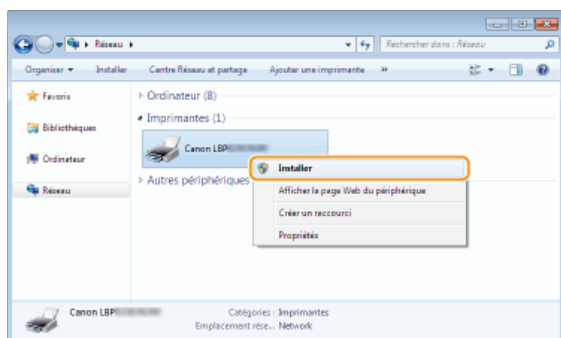 Réseau
Rechercher dans : Réseau
Organiser
Installer
Centre Réseau et partage
Ajouter une imprimante
»
Favoris
Bibliothèques
Ordinateur
Réseau
Ordinateur (8)
Imprimantes (1)
Canon LBP
Autres périphériques
Installer
Afficher la page Web du périphérique
Créer un raccourci
Propriétés
Canon LBP
Catégories : Imprimantes
Emplacement rése... Network